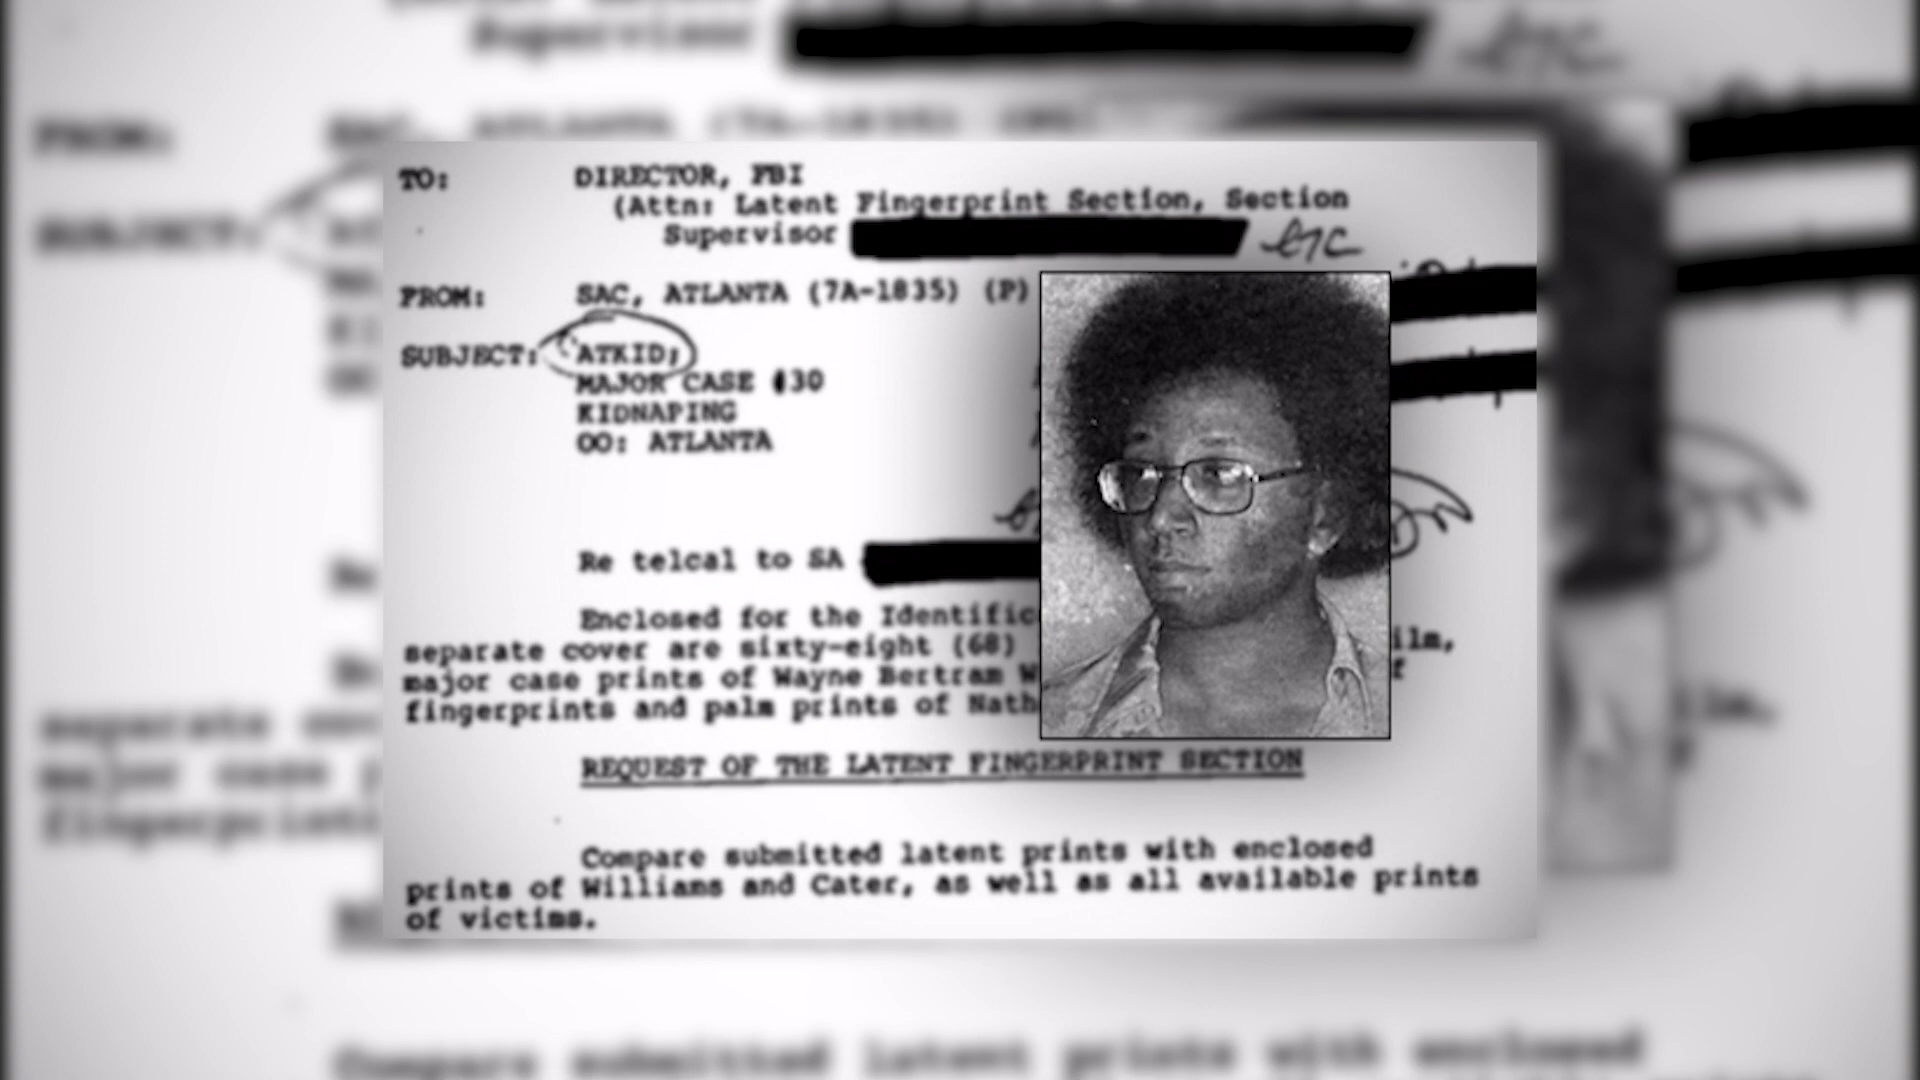 TO: DIRECTOR, FBI
(Attn: Latent Fingerprint Section, Section
Supervisor
FROM: SAC, ATLANTA (7A-1835) (P)
SUBJECT: ATKID;
MAJOR CASE #30
KIDNAPING
OO: ATLANTA
Re telcal to SA
Enclosed for the
separate cover are sixty-eight (68)
major case prints of Wayne Bertram
fingerprints and palm prints of
REQUEST OF THE LATENT FINGERPRINT SECTION
Compare submitted latent prints with enclosed
prints of Williams and Cater, as well as all available prints
of victims.